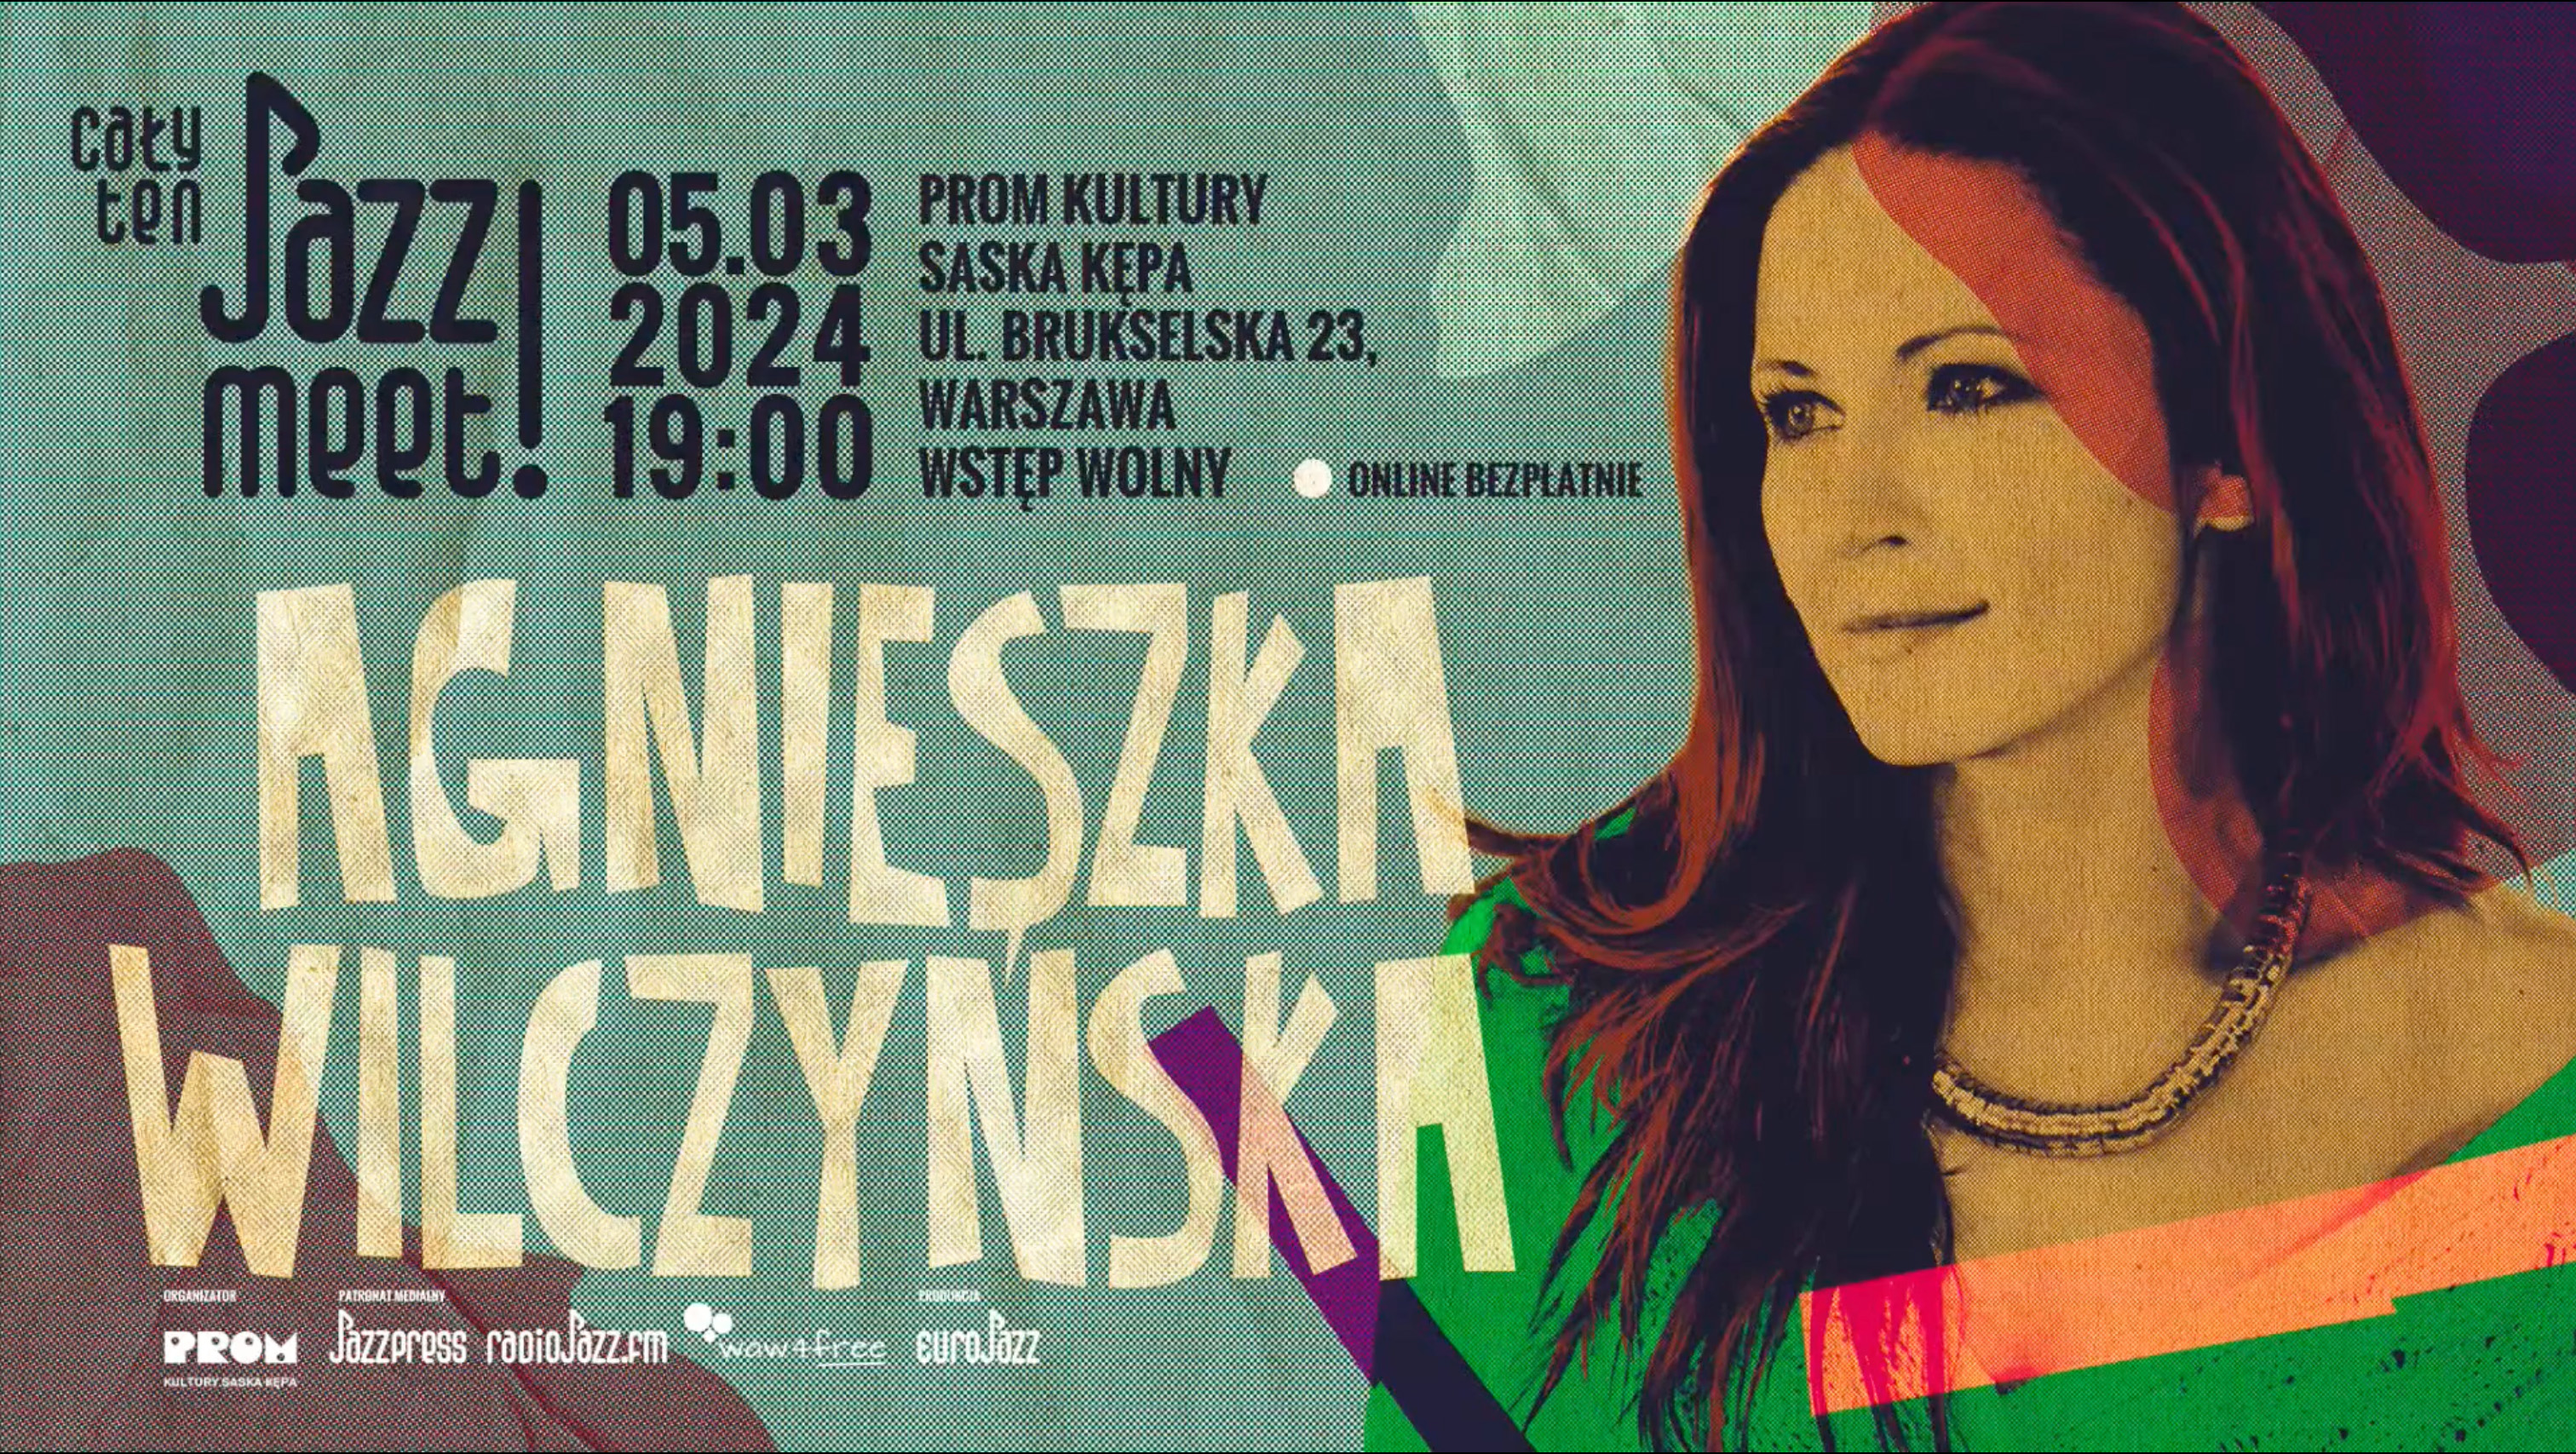 cały
ten
Jazz
meet!
05.03
2024
19:00
PROM KULTURY
SASKA KĘPA
UL. BRUKSELSKA 23,
WARSZAWA
WSTĘP WOLNY
ONLINE BEZPŁATNIE
AGNIESZKA
WILCZYŃSKA
ORGANIZATOR
PROM
KULTURY SASKA KĘPA
PATRONAT MEDIALNY
Jazzpress
radioJazz.fm
waw4free
PRODUKCJA
euroJazz